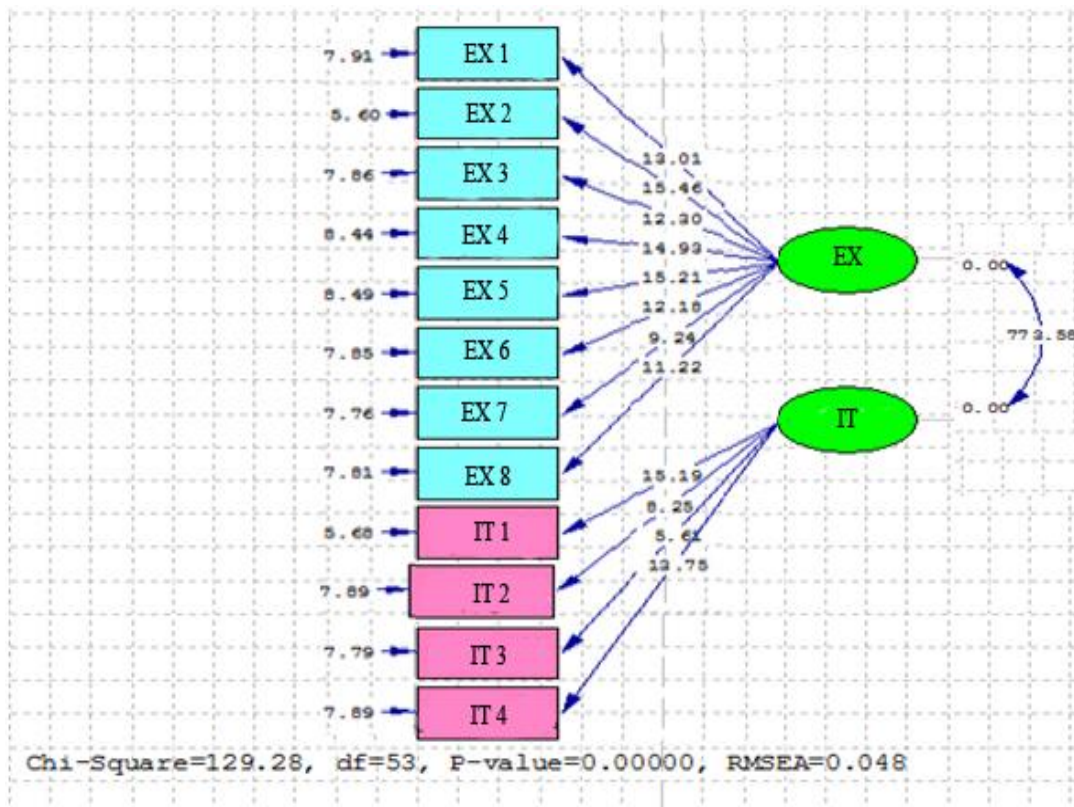 7.91 EX 1
5.60 EX 2
7.86 EX 3
8.44 EX 4
8.49 EX 5
7.85 EX 6
7.76 EX 7
7.81 EX 8
5.68 IT 1
7.89 IT 2
7.79 IT 3
7.89 IT 4
13.01
15.46
12.30
14.93
15.21
12.18
9.24
11.22
15.19
8.25
5.61
13.75
EX
0.00
773.58
IT
0.00
Chi-Square=129.28, df=53, P-value=0.00000, RMSEA=0.048